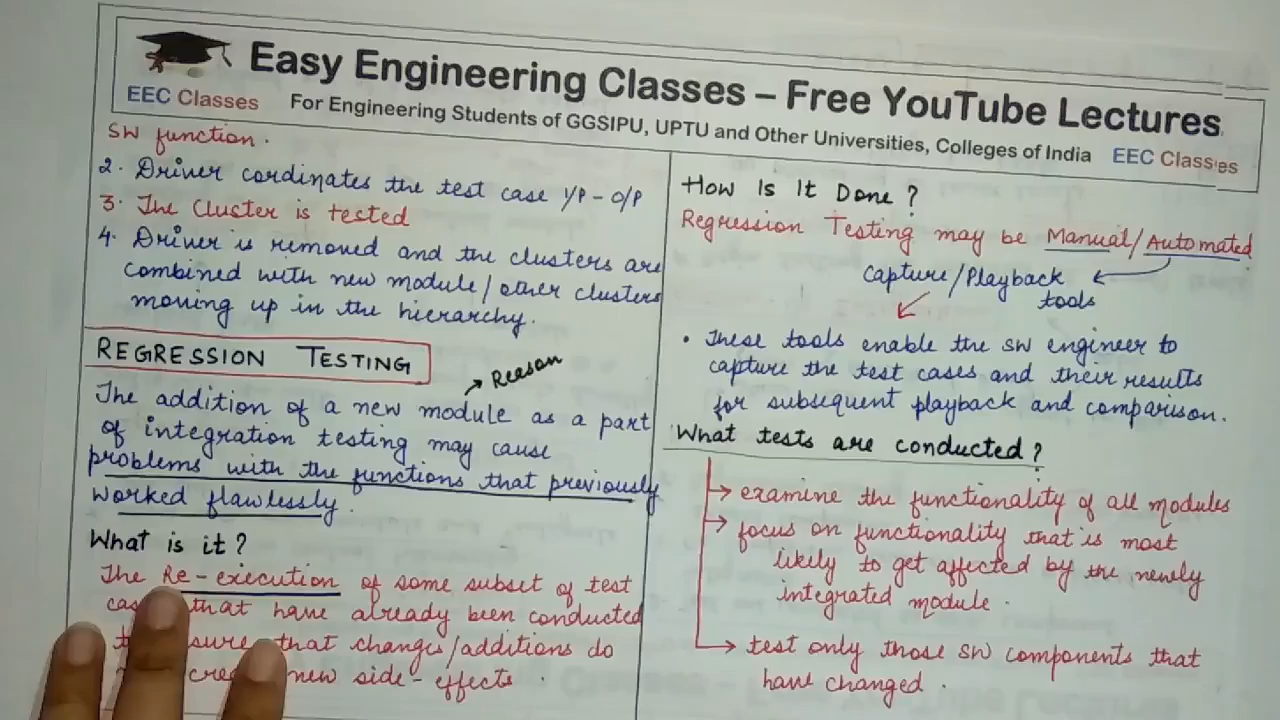 Easy Engineering Classes – Free YouTube Lectures
EEC Classes For Engineering Students of GGSIPU, UPTU and Other Universities, Colleges of India EEC Classes
SW function.
2. Driver cordinates the test case I/P - O/P
3. The Cluster is tested
4. Driver is removed and the clusters are
combined with new module/other clusters
moving up in the hierarchy.
REGRESSION TESTING
→ Reason
The addition of a new module as a part
of integration testing may cause
problems with the functions that previously
worked flawlessly.
What is it?
The Re-execution of some subset of test
that have already been conducted
that changes/additions do
new side-effects.
How Is It Done?
Regression Testing may be Manual/Automated
Capture/Playback
tools
• These tools enable the SW engineer to
capture the test cases and their results
for subsequent playback and comparison.
What tests are conducted?
→ examine the functionality of all modules
→ focus on functionality that is most
likely to get affected by the newly
integrated module.
→ test only those SW components that
have changed.